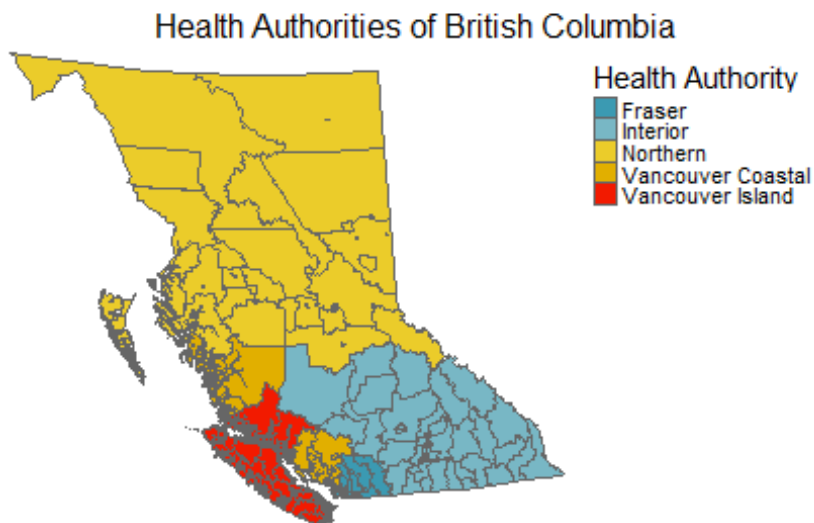 Health Authorities of British Columbia
Health Authority
Fraser
Interior
Northern
Vancouver Coastal
Vancouver Island